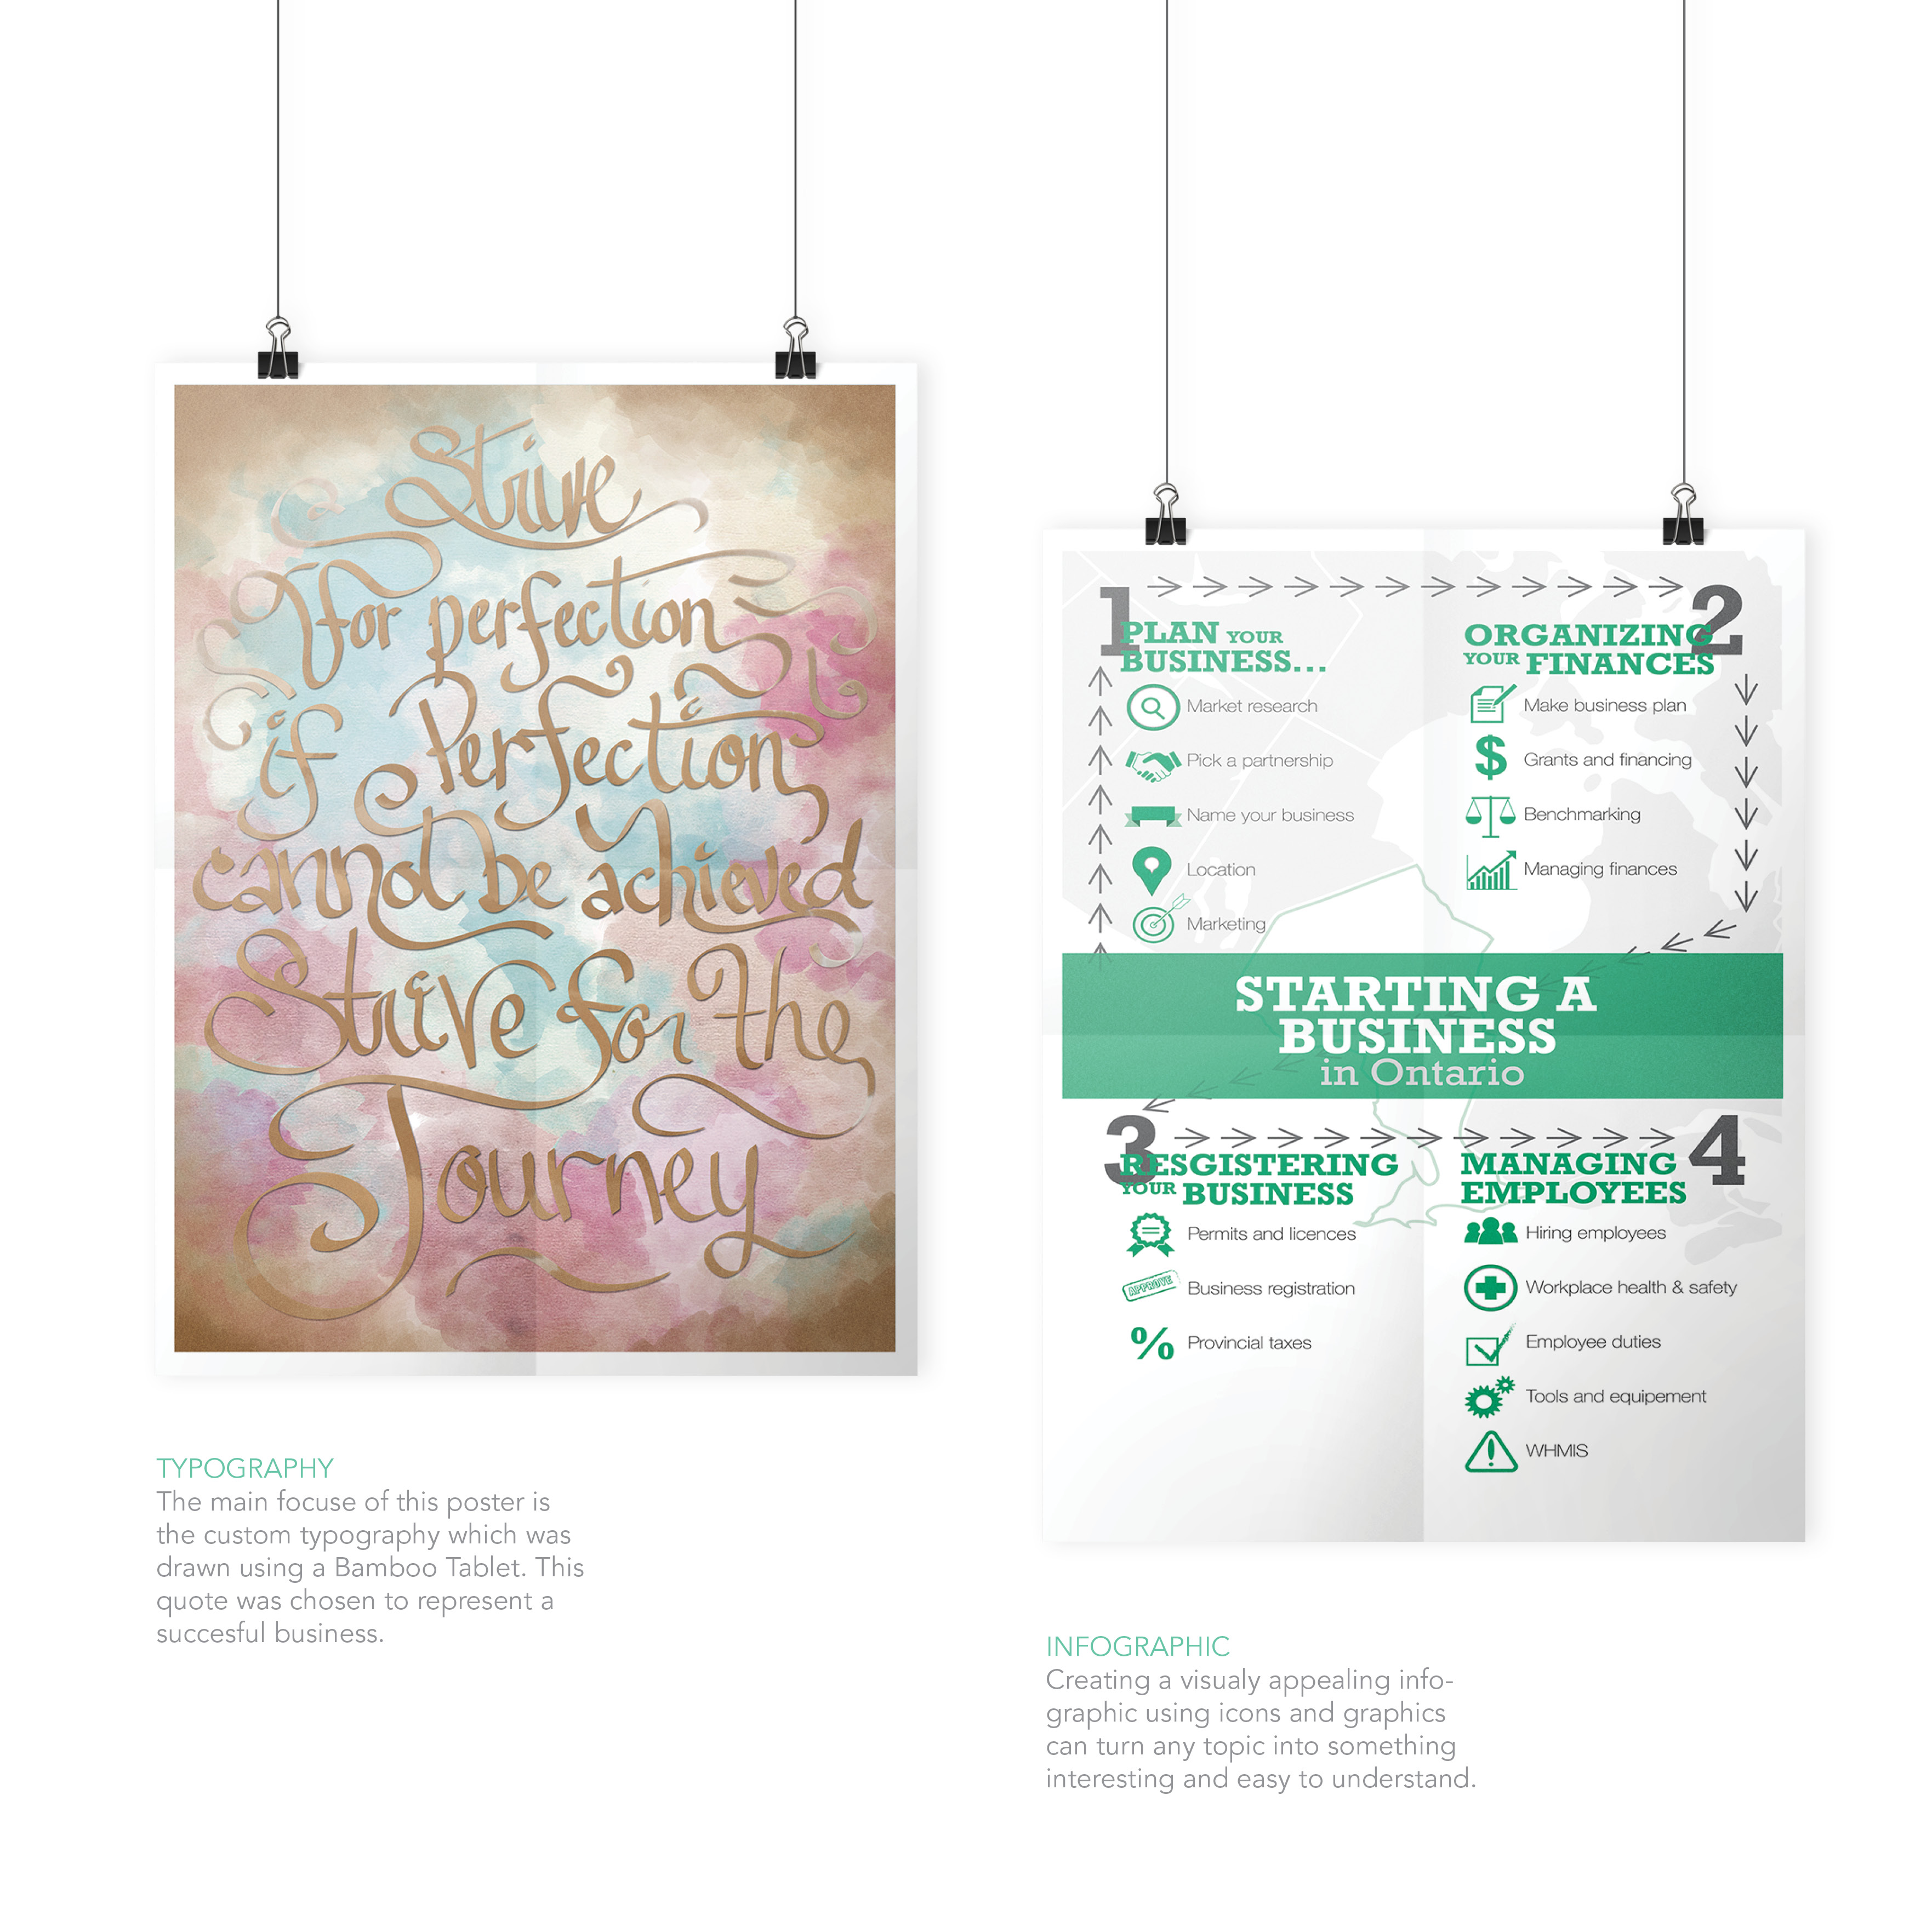 Strive
for perfection
if Perfection
cannot be achieved
Strive for the
Journey
TYPOGRAPHY
The main focuse of this poster is
the custom typography which was
drawn using a Bamboo Tablet. This
quote was chosen to represent a
succesful business.
1
PLAN YOUR
BUSINESS...
Market research
Pick a partnership
Name your business
Location
Marketing
2
ORGANIZING
YOUR FINANCES
Make business plan
$
Grants and financing
Benchmarking
Managing finances
STARTING A
BUSINESS
in Ontario
3
RESGISTERING
YOUR BUSINESS
Permits and licences
APPROVE
Business registration
%
Provincial taxes
4
MANAGING
EMPLOYEES
Hiring employees
Workplace health & safety
Employee duties
Tools and equipement
WHMIS
INFOGRAPHIC
Creating a visualy appealing info-
graphic using icons and graphics
can turn any topic into something
interesting and easy to understand.